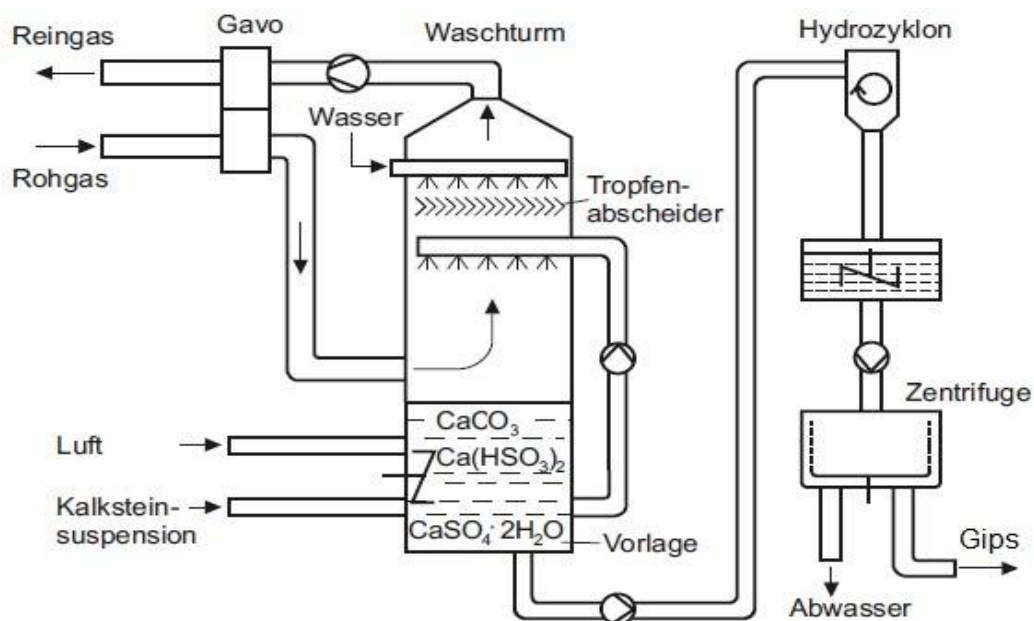 Gavo
Waschturm
Hydrozyklon
Reingas
Wasser
Rohgas
Tropfen-
abscheider
Zentrifuge
CaCO₃
Luft
Ca(HSO₃)₂
Kalkstein-
suspension
CaSO₄· 2H₂O
Vorlage
Gips
Abwasser